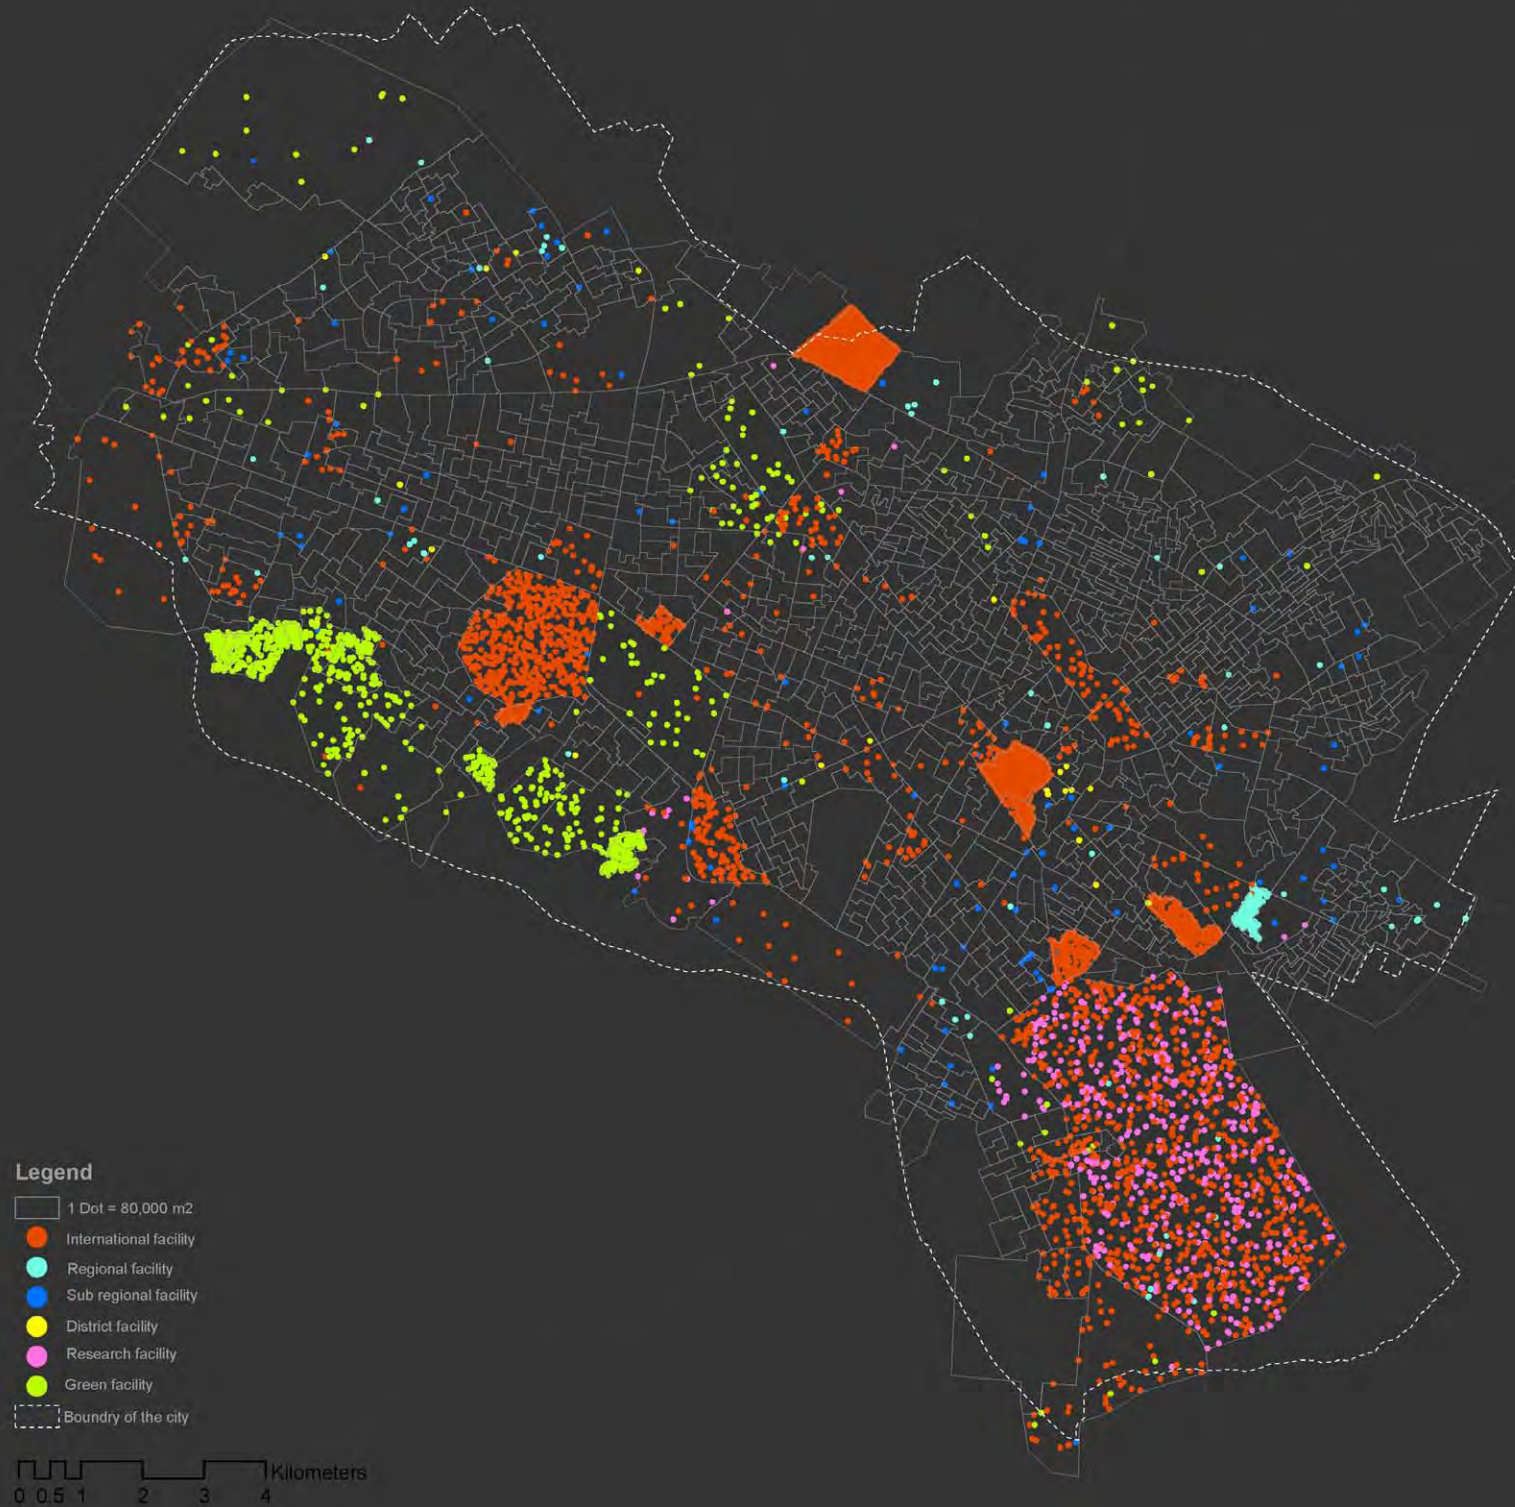 Legend
1 Dot = 80,000 m2
International facility
Regional facility
Sub regional facility
District facility
Research facility
Green facility
Boundry of the city
Kilometers
0 0.5 1 2 3 4